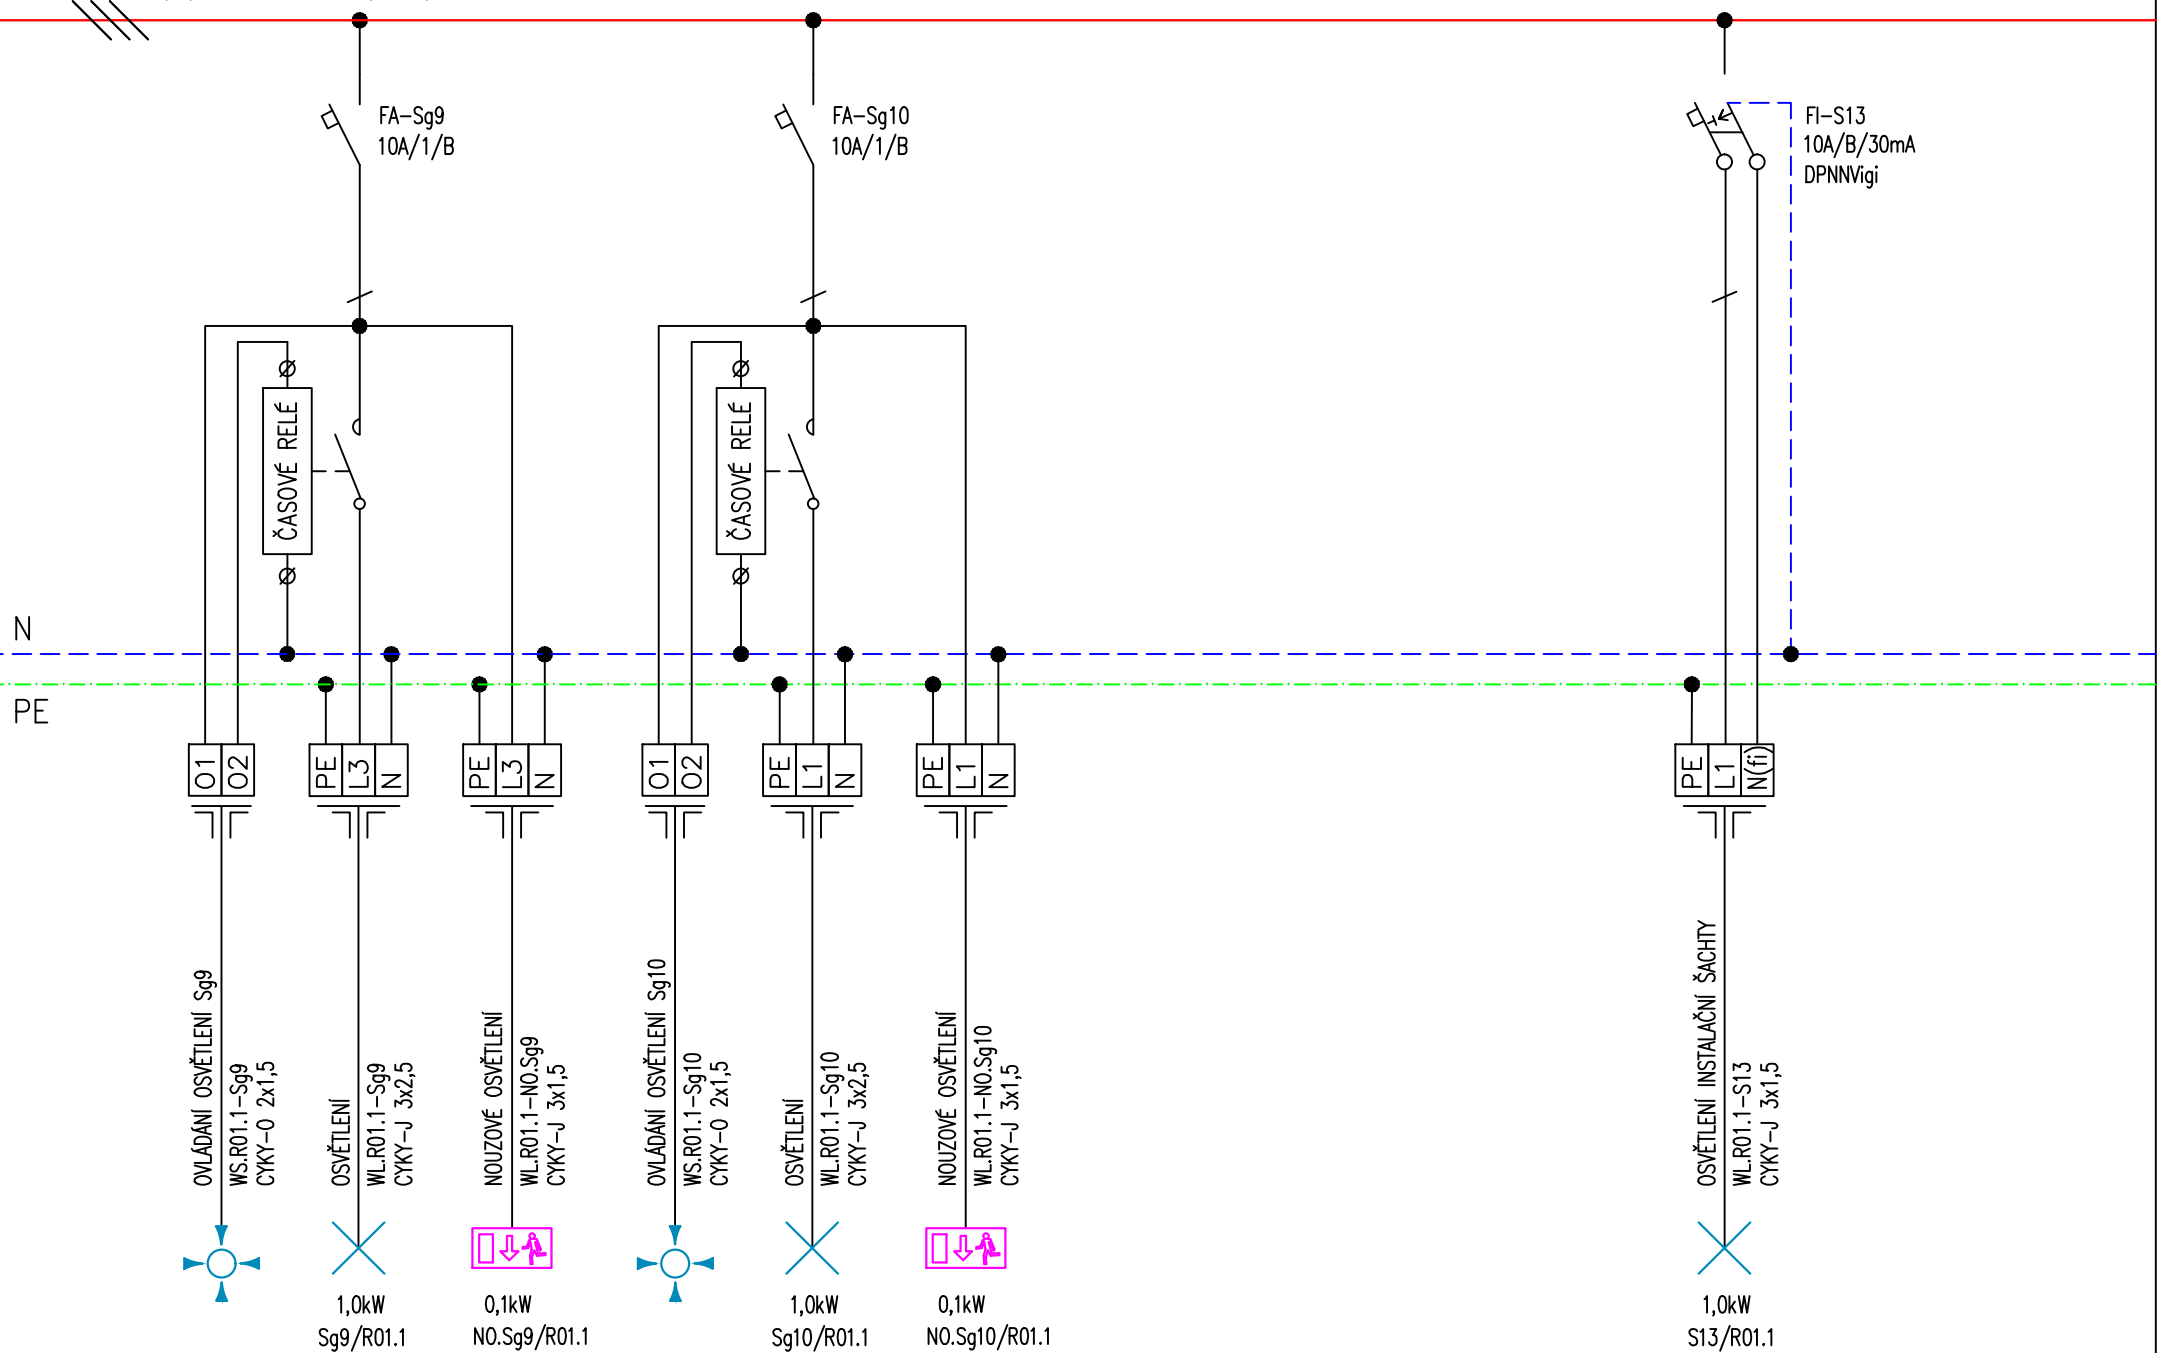 FA-Sg9
10A/1/B
FA-Sg10
10A/1/B
FI-S13
10A/B/30mA
DPNNVigi
ČASOVÉ RELÉ
ČASOVÉ RELÉ
N
PE
O1
O2
PE
L3
N
PE
L3
N
O1
O2
PE
L1
N
PE
L1
N
PE
L1
N(fi)
OVLÁDÁNÍ OSVĚTLENÍ Sg9
WS.R01.1-Sg9
CYKY-O 2x1,5
OSVĚTLENÍ
WL.R01.1-Sg9
CYKY-J 3x2,5
NOUZOVÉ OSVĚTLENÍ
WL.R01.1-NO.Sg9
CYKY-J 3x1,5
OVLÁDÁNÍ OSVĚTLENÍ Sg10
WS.R01.1-Sg10
CYKY-O 2x1,5
OSVĚTLENÍ
WL.R01.1-Sg10
CYKY-J 3x2,5
NOUZOVÉ OSVĚTLENÍ
WL.R01.1-NO.Sg10
CYKY-J 3x1,5
OSVĚTLENÍ INSTALAČNÍ ŠACHTY
WL.R01.1-S13
CYKY-J 3x1,5
1,0kW
Sg9/R01.1
0,1kW
NO.Sg9/R01.1
1,0kW
Sg10/R01.1
0,1kW
NO.Sg10/R01.1
1,0kW
S13/R01.1